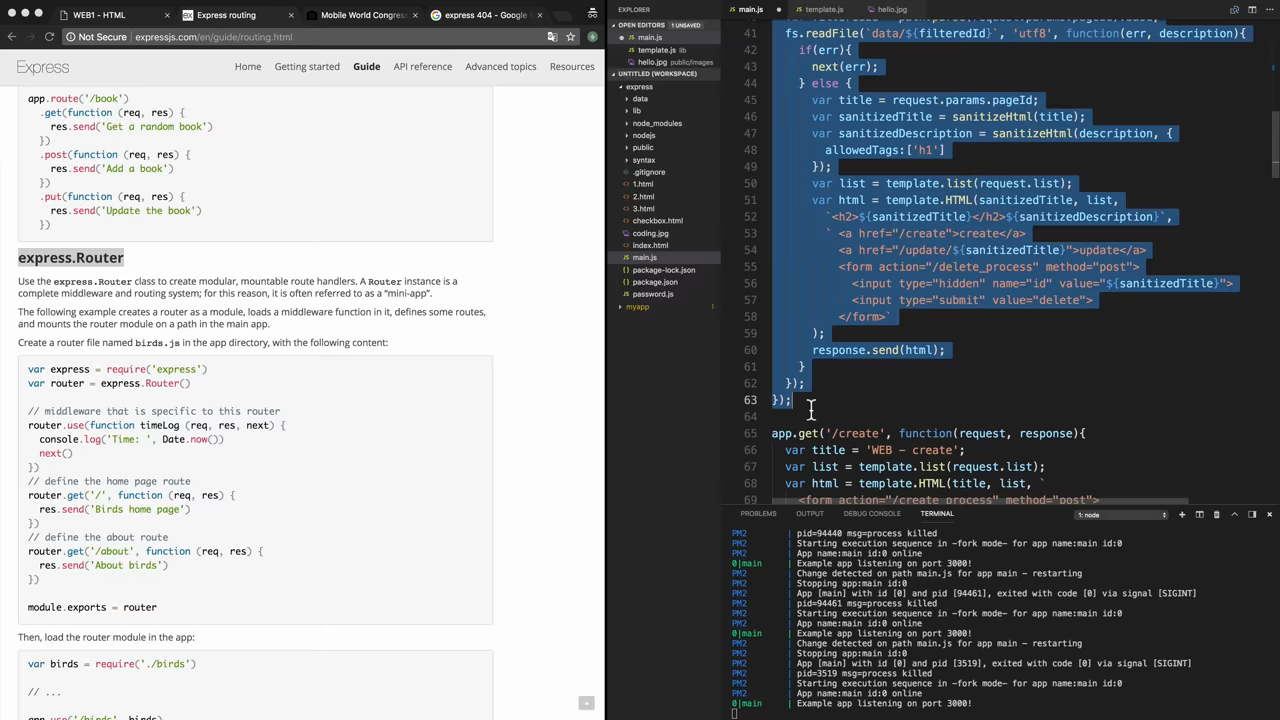 WEB1 - HTML
Express routing
Mobile World Congress
express 404 - Google
Not Secure
expressjs.com/en/guide/routing.html
Express
Home
Getting started
Guide
API reference
Advanced topics
Resources
app.route('/book')
.get(function (req, res) {
res.send('Get a random book')
})
.post(function (req, res) {
res.send('Add a book')
})
.put(function (req, res) {
res.send('Update the book')
})
express.Router
Use the express.Router class to create modular, mountable route handlers. A Router instance is a
complete middleware and routing system; for this reason, it is often referred to as a “mini-app”.
The following example creates a router as a module, loads a middleware function in it, defines some routes,
and mounts the router module on a path in the main app.
Create a router file named birds.js in the app directory, with the following content:
var express = require('express')
var router = express.Router()
// middleware that is specific to this router
router.use(function timeLog (req, res, next) {
console.log('Time: ', Date.now())
next()
})
// define the home page route
router.get('/', function (req, res) {
res.send('Birds home page')
})
// define the about route
router.get('/about', function (req, res) {
res.send('About birds')
})
module.exports = router
Then, load the router module in the app:
var birds = require('./birds')
// ...
app.use('/birds', birds)
EXPLORER
OPEN EDITORS 1 UNSAVED
main.js
template.js lib
hello.jpg public/images
UNTITLED (WORKSPACE)
express
data
lib
node_modules
nodejs
public
syntax
.gitignore
1.html
2.html
3.html
checkbox.html
coding.jpg
index.html
main.js
package-lock.json
package.json
password.js
myapp
main.js
template.js
hello.jpg
41 fs.readFile(`data/${filteredId}`, 'utf8', function(err, description){
42 if(err){
43 next(err);
44 } else {
45 var title = request.params.pageId;
46 var sanitizedTitle = sanitizeHtml(title);
47 var sanitizedDescription = sanitizeHtml(description, {
48 allowedTags:['h1']
49 });
50 var list = template.list(request.list);
51 var html = template.HTML(sanitizedTitle, list,
52 `<h2>${sanitizedTitle}</h2>${sanitizedDescription}`,
53 ` <a href="/create">create</a>
54 <a href="/update/${sanitizedTitle}">update</a>
55 <form action="/delete_process" method="post">
56 <input type="hidden" name="id" value="${sanitizedTitle}">
57 <input type="submit" value="delete">
58 </form>`
59 );
60 response.send(html);
61 }
62 });
63 });
64
65 app.get('/create', function(request, response){
66 var title = 'WEB - create';
67 var list = template.list(request.list);
68 var html = template.HTML(title, list, `
69 <form action="/create_process" method="post">
PROBLEMS
OUTPUT
DEBUG CONSOLE
TERMINAL
1: node
PM2 | pid=94440 msg=process killed
PM2 | Starting execution sequence in -fork mode- for app name:main id:0
PM2 | App name:main id:0 online
0|main | Example app listening on port 3000!
PM2 | Change detected on path main.js for app main - restarting
PM2 | Stopping app:main id:0
PM2 | App [main] with id [0] and pid [94461], exited with code [0] via signal [SIGINT]
PM2 | pid=94461 msg=process killed
PM2 | Starting execution sequence in -fork mode- for app name:main id:0
PM2 | App name:main id:0 online
0|main | Example app listening on port 3000!
PM2 | Change detected on path main.js for app main - restarting
PM2 | Stopping app:main id:0
PM2 | App [main] with id [0] and pid [3519], exited with code [0] via signal [SIGINT]
PM2 | pid=3519 msg=process killed
PM2 | Starting execution sequence in -fork mode- for app name:main id:0
PM2 | App name:main id:0 online
0|main | Example app listening on port 3000!